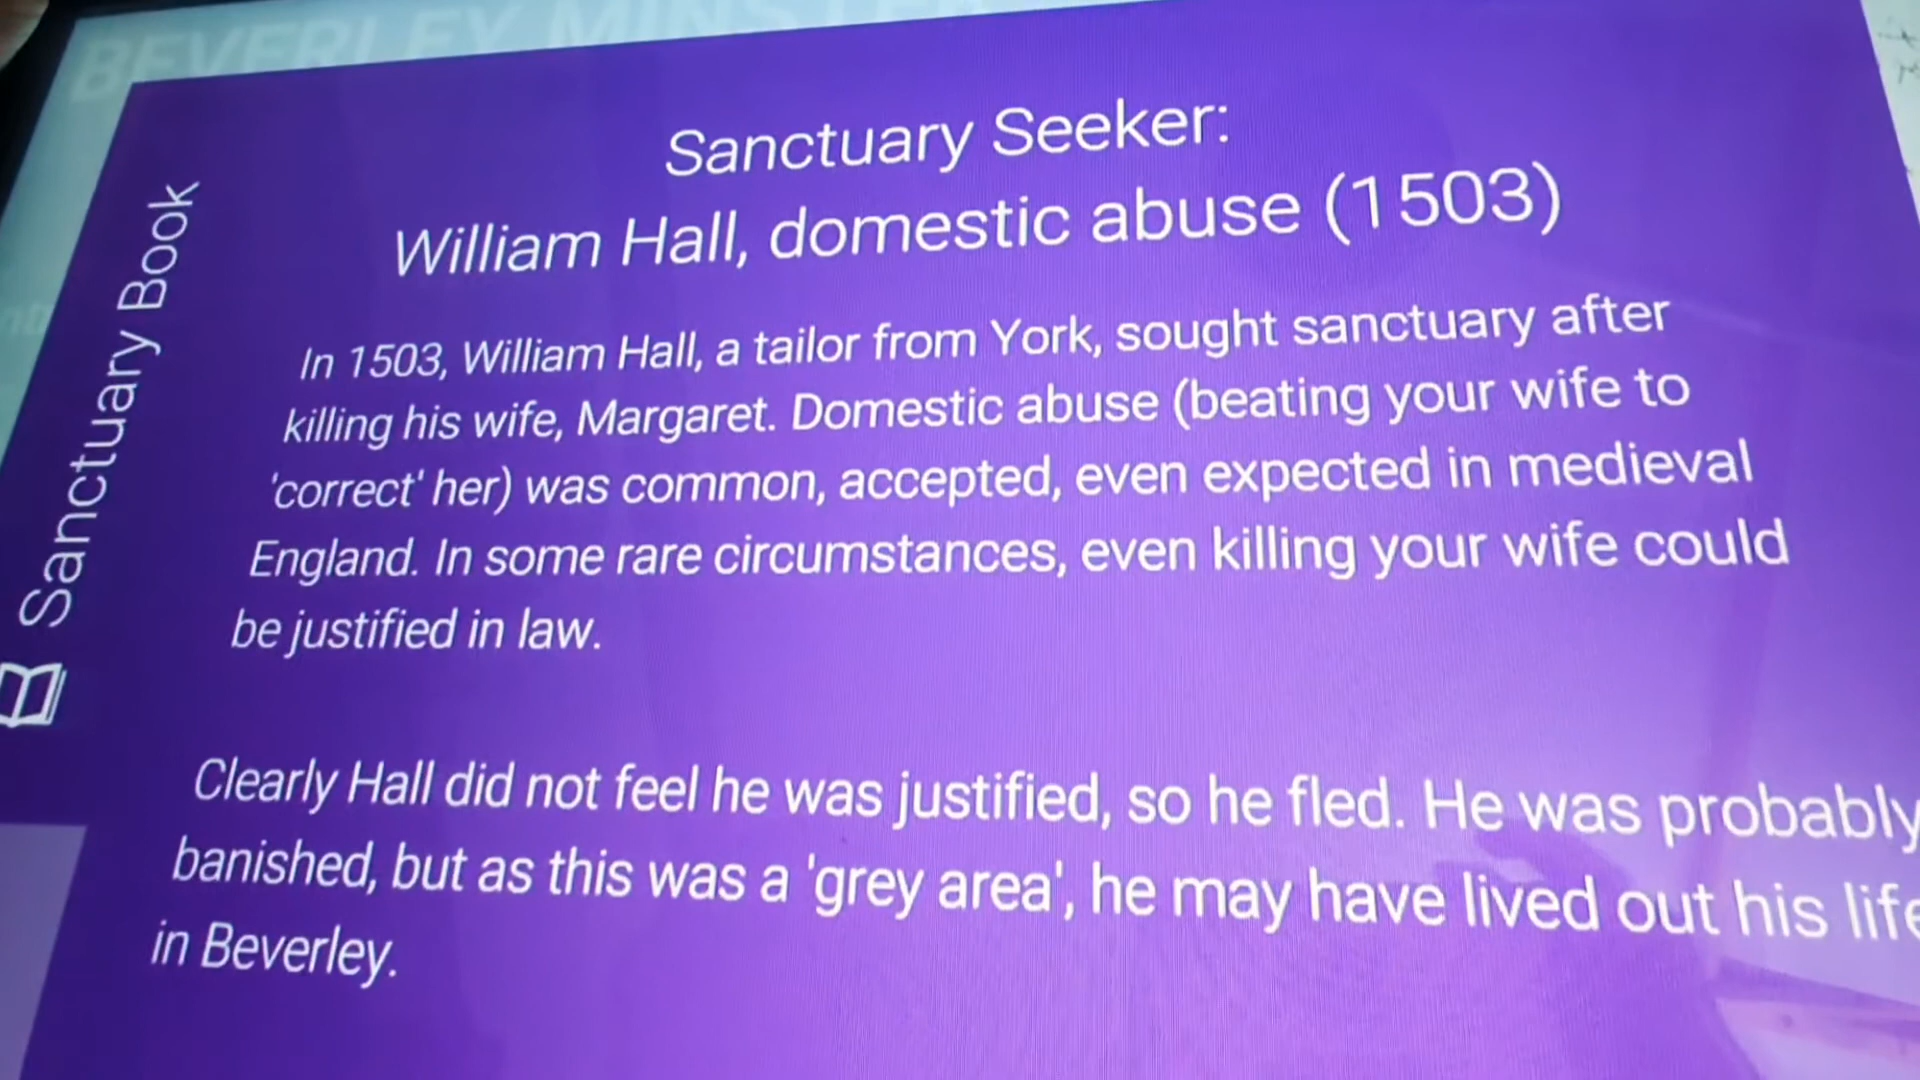 BEVERLEY MINSTER
Sanctuary Book
Sanctuary Seeker:
William Hall, domestic abuse (1503)
In 1503, William Hall, a tailor from York, sought sanctuary after
killing his wife, Margaret. Domestic abuse (beating your wife to
'correct' her) was common, accepted, even expected in medieval
England. In some rare circumstances, even killing your wife could
be justified in law.
Clearly Hall did not feel he was justified, so he fled. He was probably
banished, but as this was a 'grey area', he may have lived out his life
in Beverley.